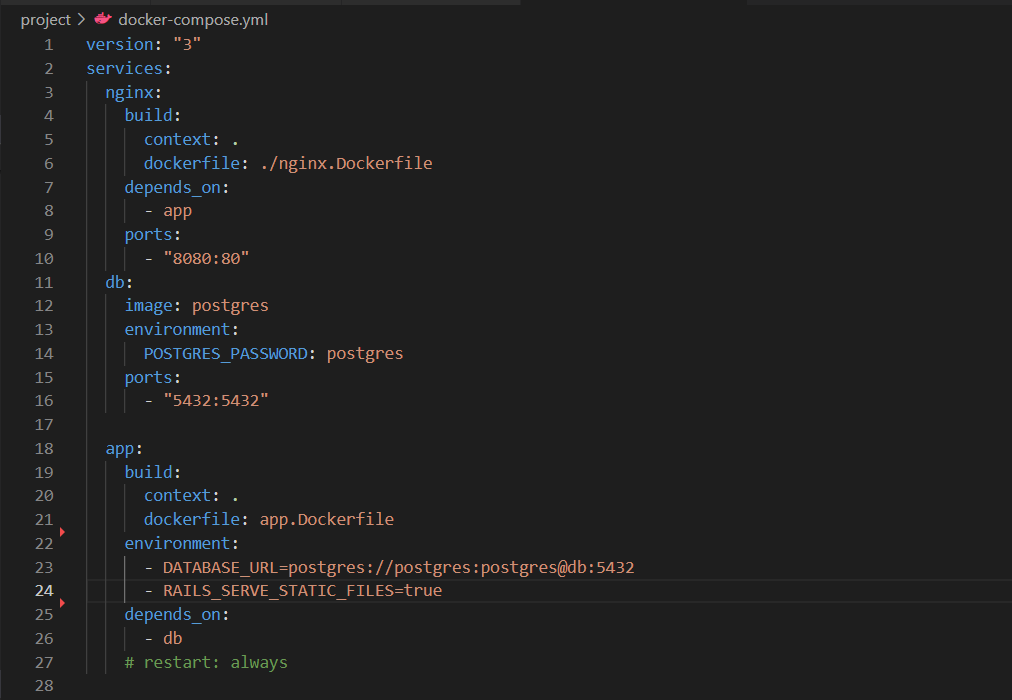 project > docker-compose.yml
1 version: "3"
2 services:
3   nginx:
4     build:
5       context: .
6       dockerfile: ./nginx.Dockerfile
7     depends_on:
8       - app
9     ports:
10       - "8080:80"
11   db:
12     image: postgres
13     environment:
14       POSTGRES_PASSWORD: postgres
15     ports:
16       - "5432:5432"
17
18   app:
19     build:
20       context: .
21       dockerfile: app.Dockerfile
22     environment:
23       - DATABASE_URL=postgres://postgres:postgres@db:5432
24       - RAILS_SERVE_STATIC_FILES=true
25     depends_on:
26       - db
27     # restart: always
28